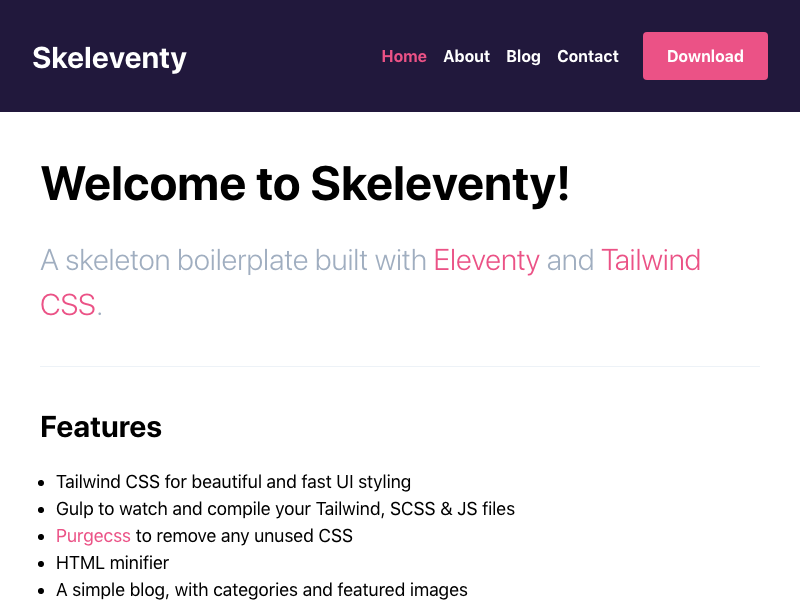 Skeleventy
Home About Blog Contact Download
Welcome to Skeleventy!
A skeleton boilerplate built with Eleventy and Tailwind
CSS.
Features
Tailwind CSS for beautiful and fast UI styling
Gulp to watch and compile your Tailwind, SCSS & JS files
Purgecss to remove any unused CSS
HTML minifier
A simple blog, with categories and featured images